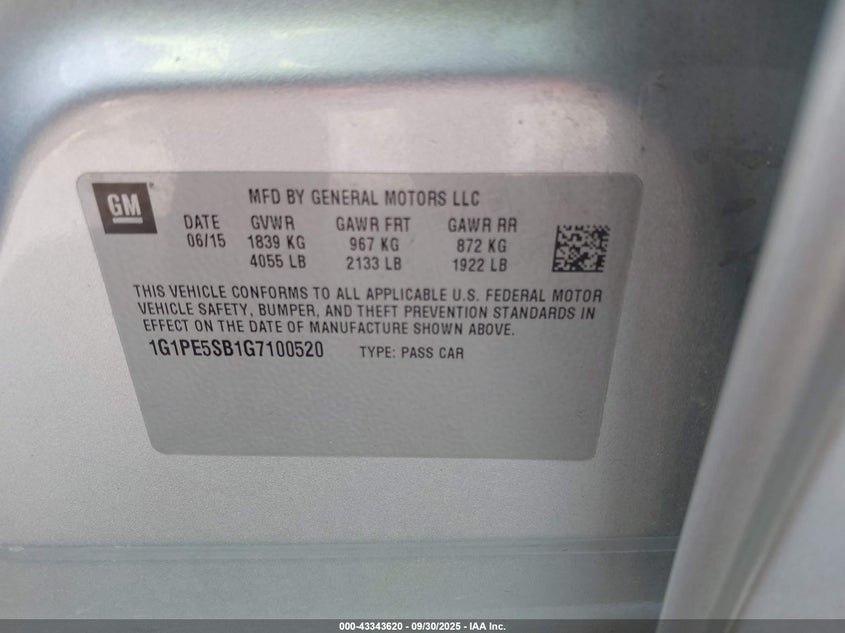 GM
MFD BY GENERAL MOTORS LLC
DATE GVWR GAWR FRT GAWR RR
06/15 1839 KG 967 KG 872 KG
4055 LB 2133 LB 1922 LB
THIS VEHICLE CONFORMS TO ALL APPLICABLE U.S. FEDERAL MOTOR
VEHICLE SAFETY, BUMPER, AND THEFT PREVENTION STANDARDS IN
EFFECT ON THE DATE OF MANUFACTURE SHOWN ABOVE.
1G1PE5SB1G7100520 TYPE: PASS CAR
000-43343620 - 09/30/2025 - IAA Inc.